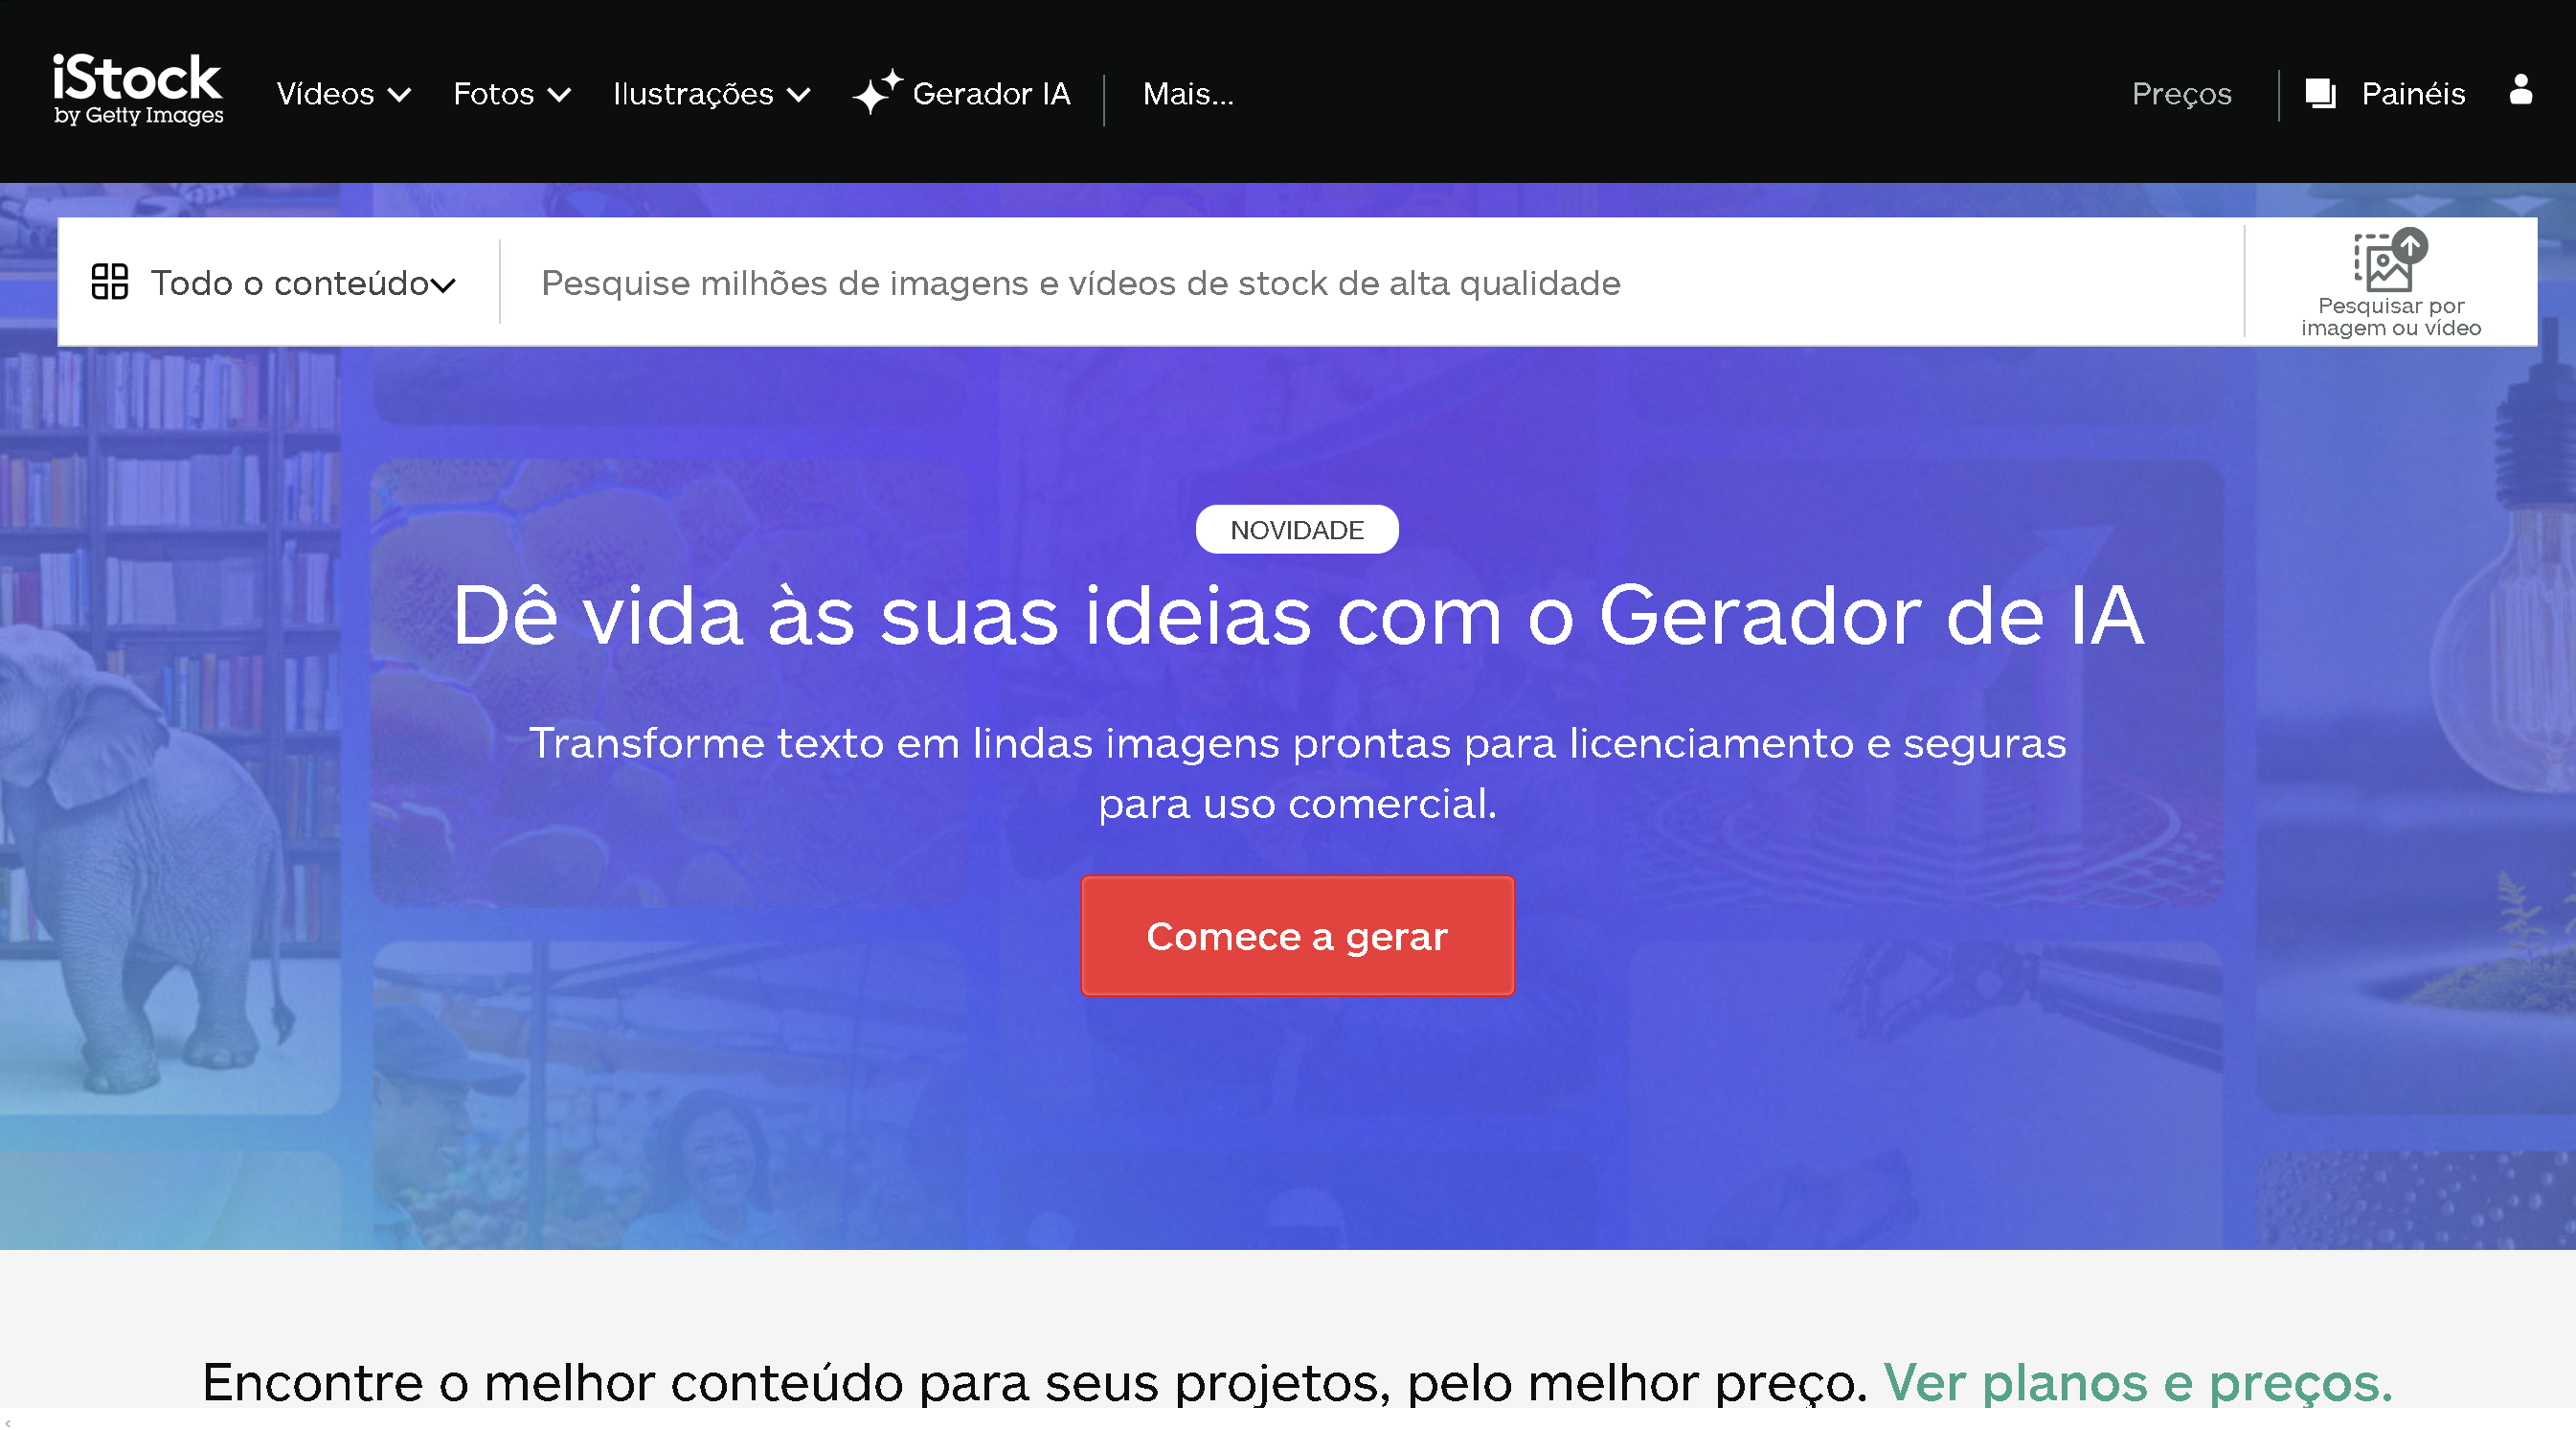 iStock
by Getty Images
Vídeos
Fotos
Ilustrações
Gerador IA
Mais...
Preços
Painéis
Todo o conteúdo
Pesquise milhões de imagens e vídeos de stock de alta qualidade
Pesquisar por
imagem ou vídeo
NOVIDADE
Dê vida às suas ideias com o Gerador de IA
Transforme texto em lindas imagens prontas para licenciamento e seguras
para uso comercial.
Comece a gerar
Encontre o melhor conteúdo para seus projetos, pelo melhor preço. Ver planos e preços.